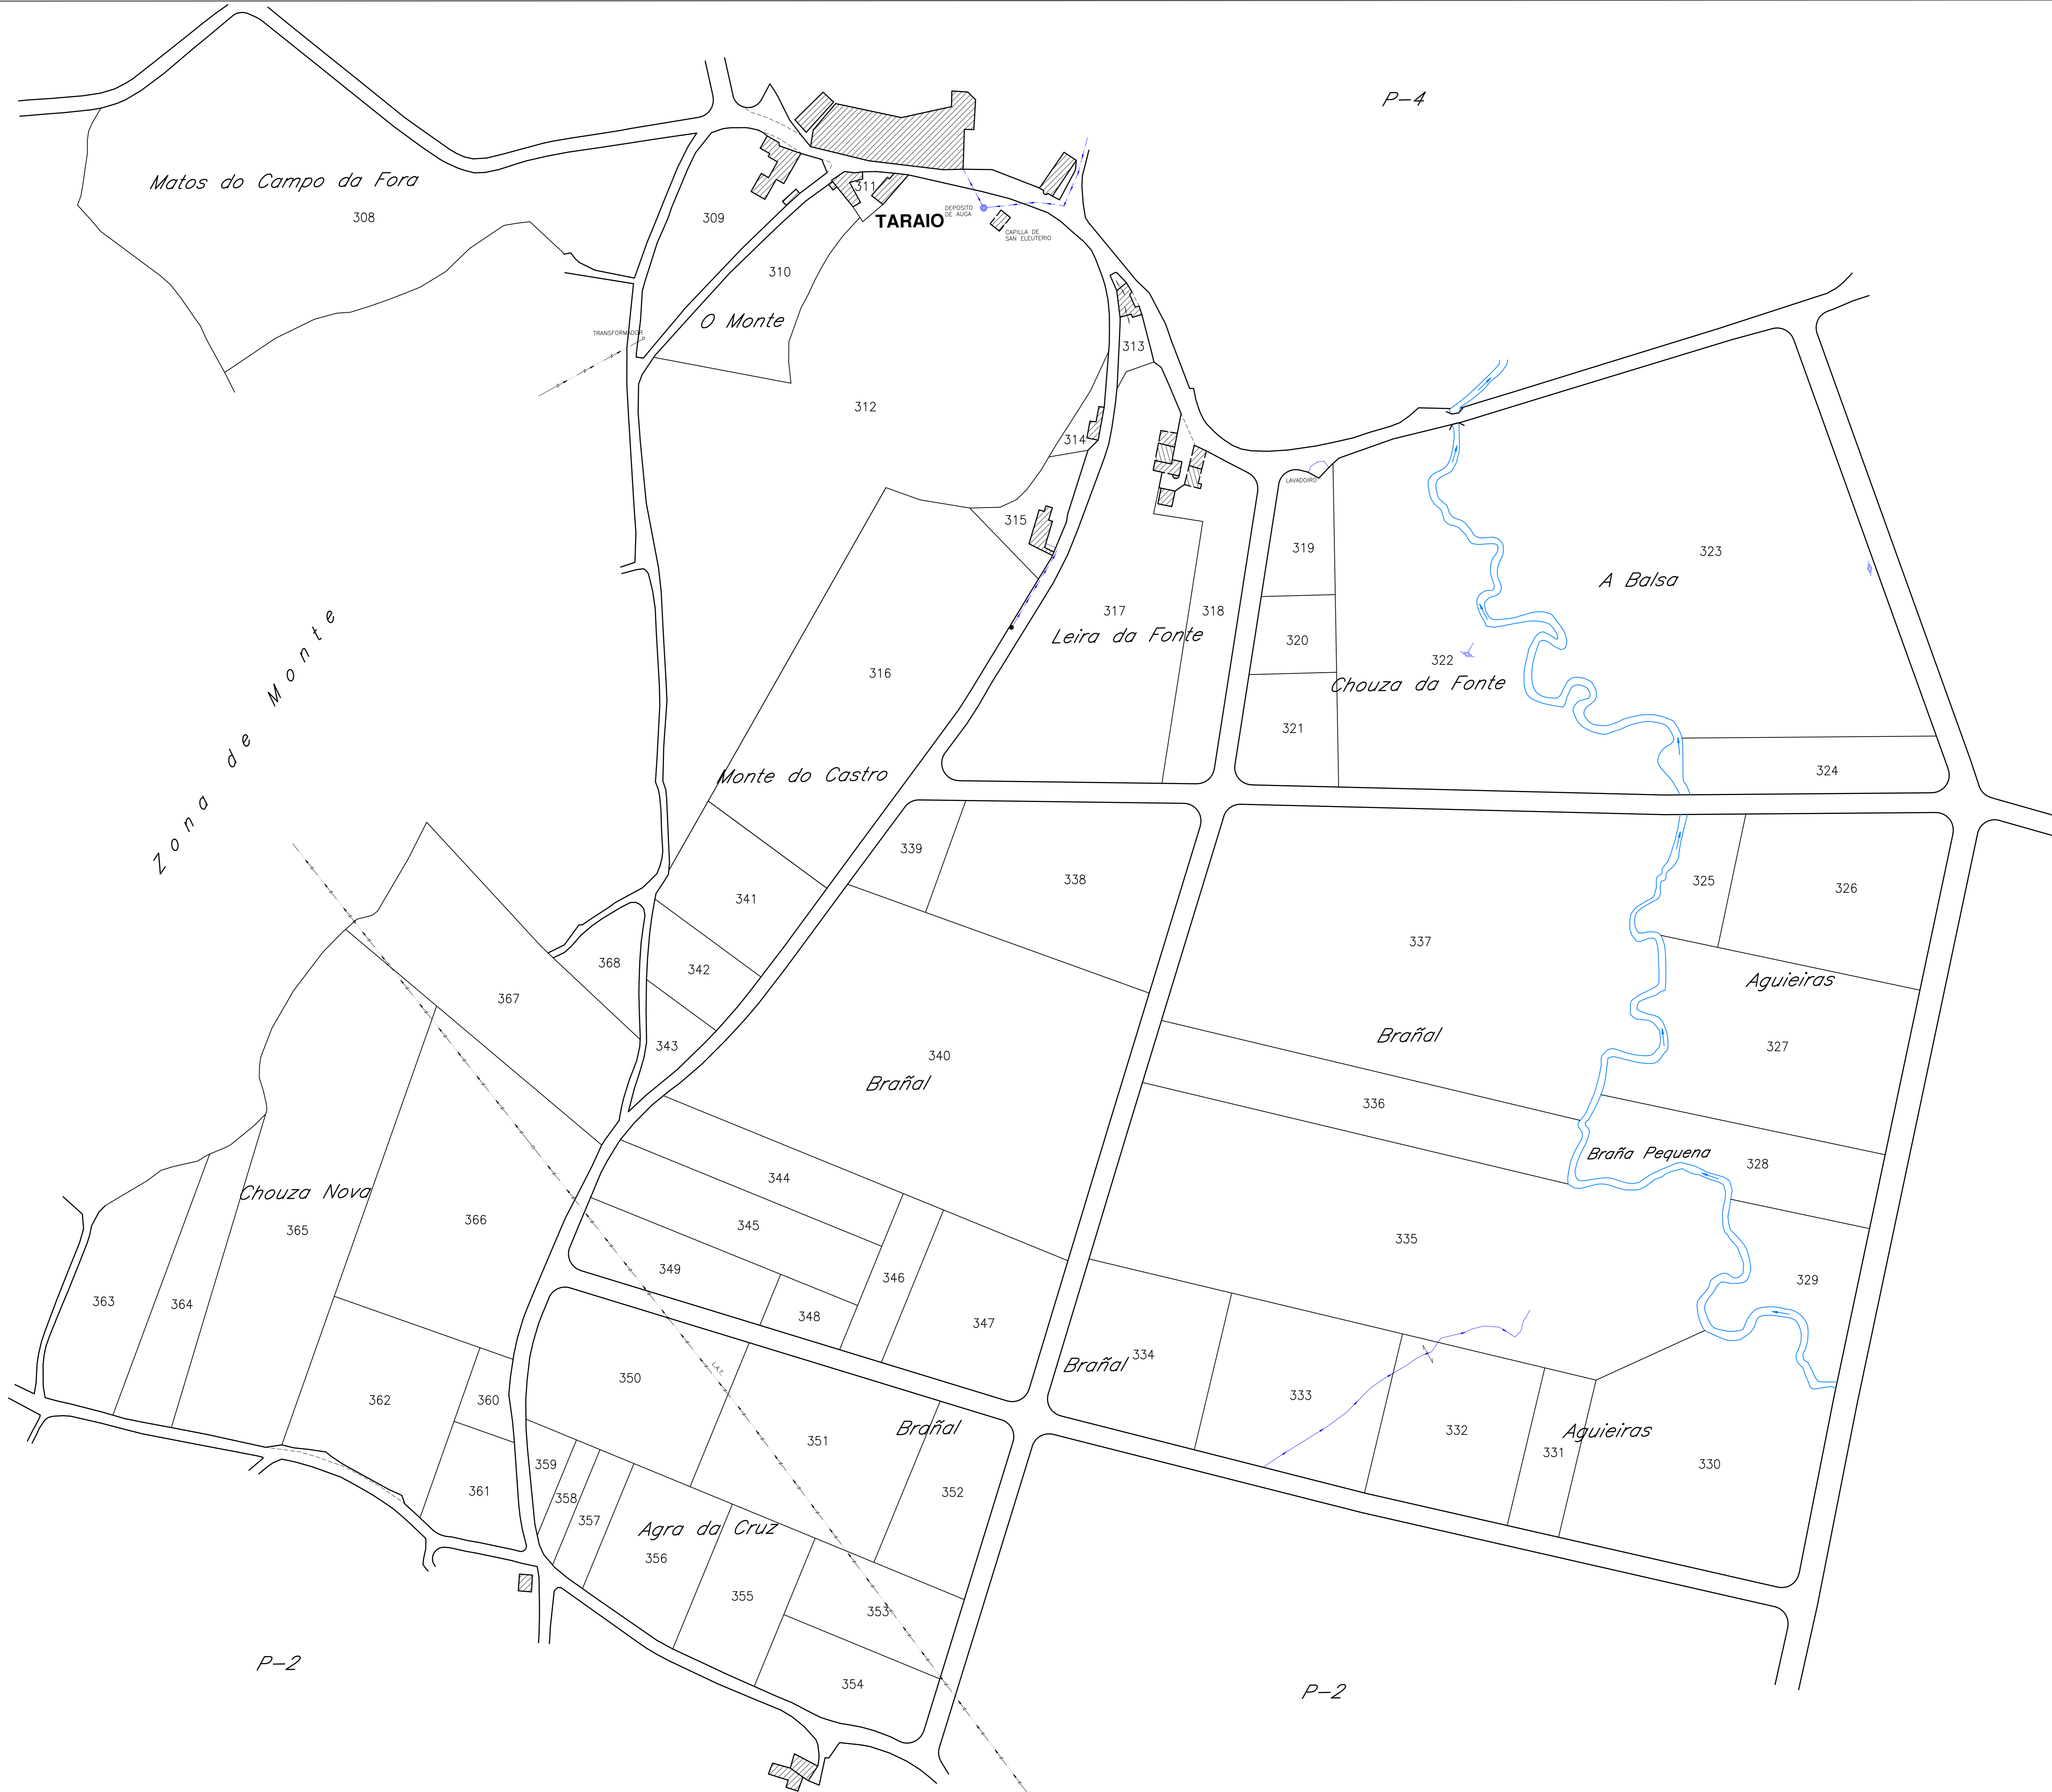 P-4
Matos do Campo da Fora
308
309
311
TARAIO
DEPOSITO
DE AUGA
CAPILLA DE
SAN ELEUTERIO
310
O Monte
TRANSFORMADOR
312
313
314
315
LAVADOIRO
319
323
A Balsa
317
318
Leira da Fonte
320
322
Chouza da Fonte
316
321
Zona de Monte
Monte do Castro
324
339
338
341
325
326
337
342
368
367
Aguieiras
343
340
Brañal
Brañal
327
336
Braña Pequena
328
344
Chouza Nova
365
366
345
335
349
346
329
363
364
348
347
L.A.T.
Brañal
334
350
333
362
360
351
Brañal
332
Aguieiras
331
330
359
361
358
352
357
Agra da Cruz
356
355
353
354
P-2
P-2